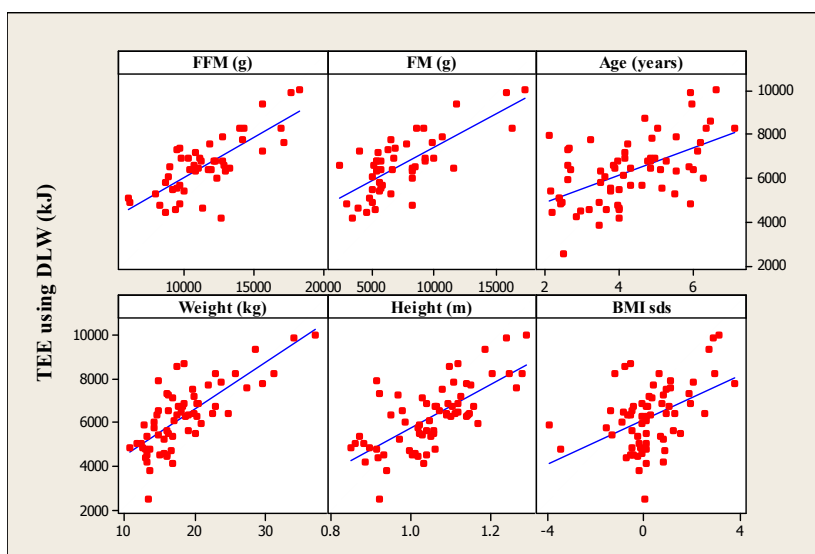 FFM (g) FM (g) Age (years)
10000
8000
6000
4000
2000
10000 15000 20000 5000 10000 15000 2 4 6
TEE using DLW (kJ)
Weight (kg) Height (m) BMI sds
10000
8000
6000
4000
2000
10 20 30 0.8 1.0 1.2 -4 0 4